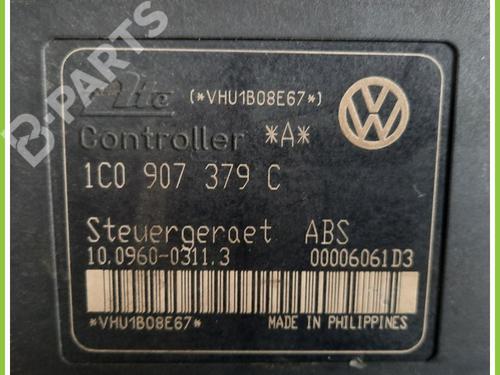 B-PARTS
Ate (*VHU1B08E67*)
Controller *A*
1C0 907 379 C
Steuergeraet ABS
10.0960-0311.3 00006061D3
*VHU1B08E67* MADE IN PHILIPPINES